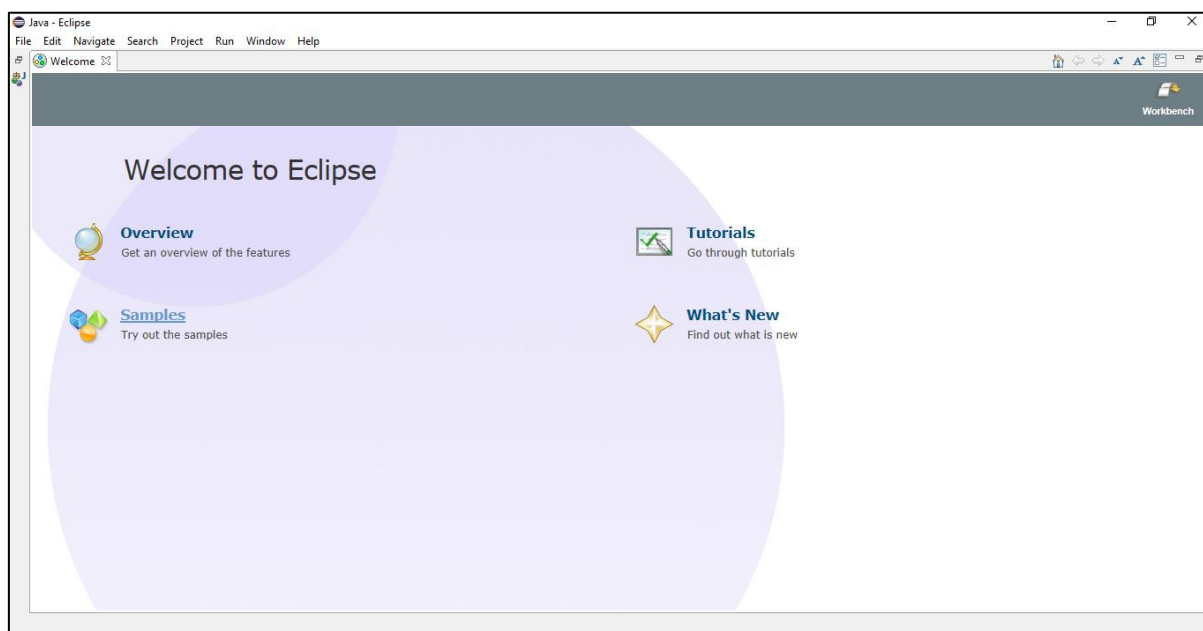 Java - Eclipse
File Edit Navigate Search Project Run Window Help
Welcome
Workbench
Welcome to Eclipse
Overview
Get an overview of the features
Tutorials
Go through tutorials
Samples
Try out the samples
What's New
Find out what is new